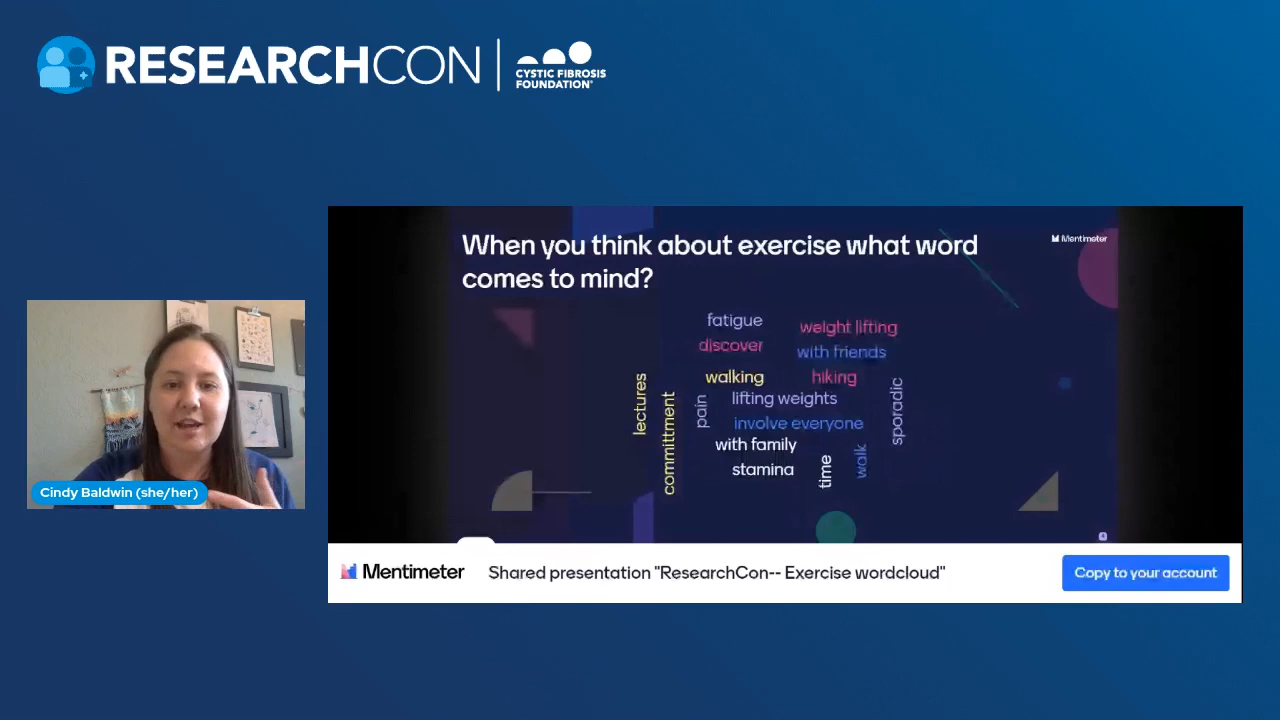 RESEARCHCON
CYSTIC FIBROSIS
FOUNDATION®
When you think about exercise what word
comes to mind?
Mentimeter
fatigue
weight lifting
discover
with friends
walking
hiking
lectures
committment
pain
lifting weights
sporadic
involve everyone
with family
stamina
time
walk
4
Cindy Baldwin (she/her)
Mentimeter
Shared presentation "ResearchCon-- Exercise wordcloud"
Copy to your account